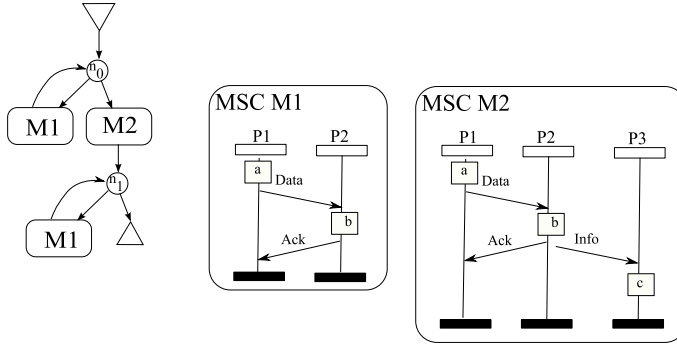 n0
M1 M2
n1
M1
MSC M1
P1 P2
a
Data
b
Ack
MSC M2
P1 P2 P3
a
Data
b
Ack Info
c